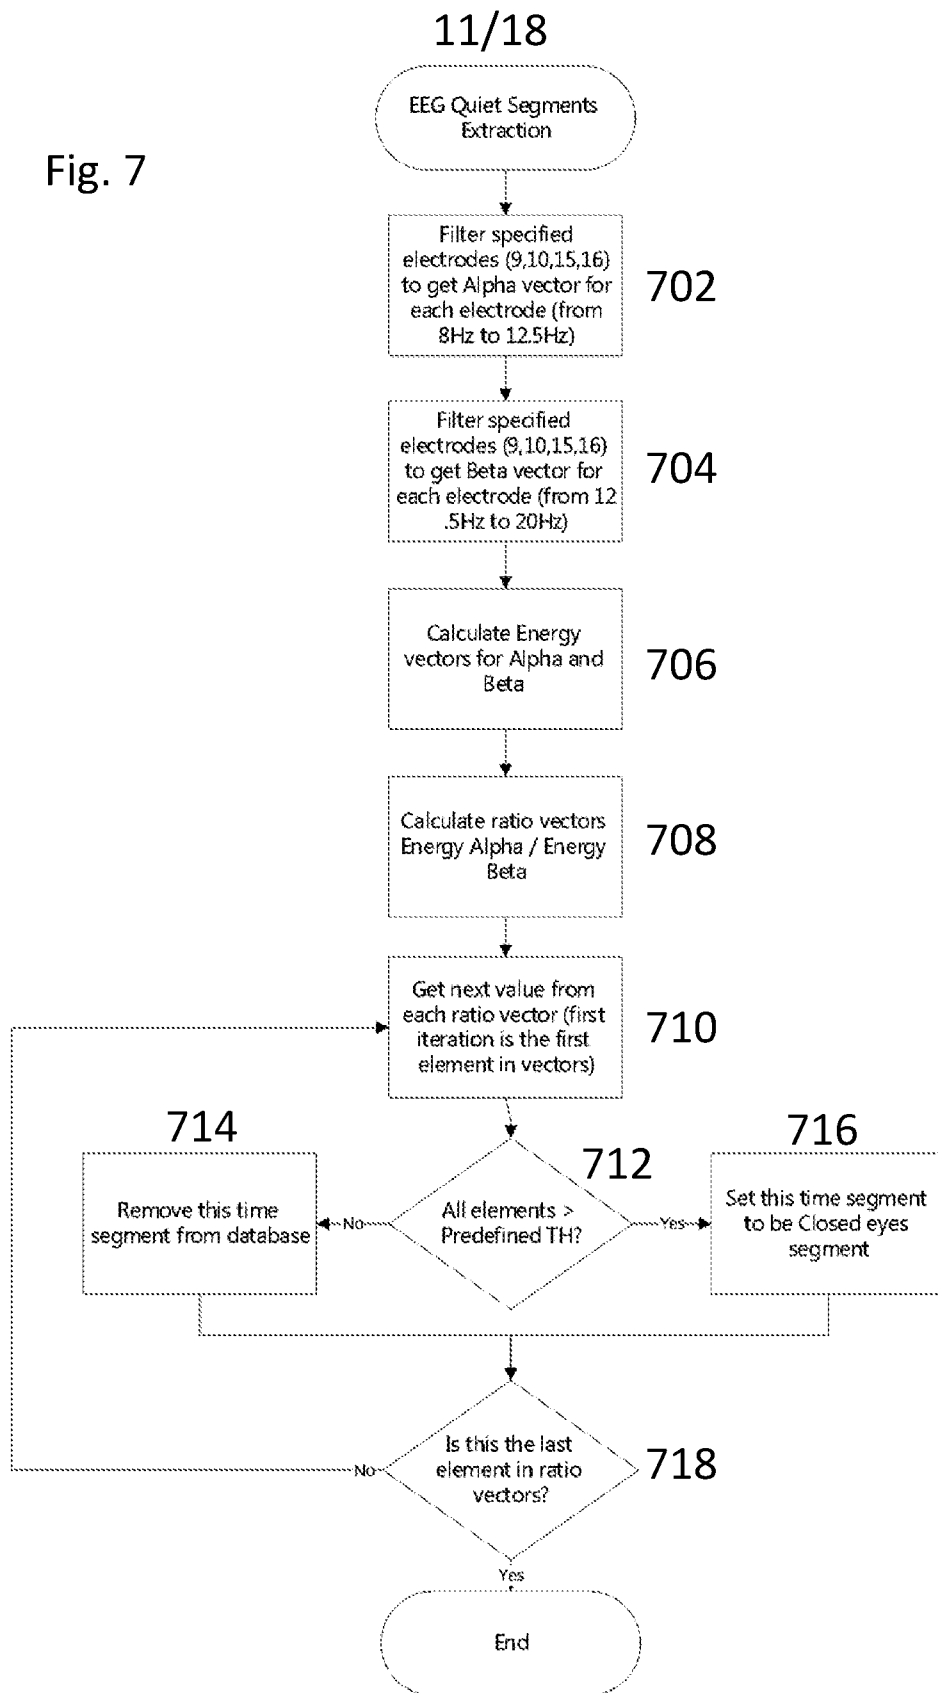 11/18
EEG Quiet Segments
Extraction
Fig. 7
Filter specified
electrodes (9,10,15,16)
to get Alpha vector for
each electrode (from
8Hz to 12.5Hz)
702
Filter specified
electrodes (9,10,15,16)
to get Beta vector for
each electrode (from 12
.5Hz to 20Hz)
704
Calculate Energy
vectors for Alpha and
Beta
706
Calculate ratio vectors
Energy Alpha / Energy
Beta
708
Get next value from
each ratio vector (first
iteration is the first
element in vectors)
710
714
Remove this time
segment from database
No
712
All elements >
Predefined TH?
Yes
716
Set this time segment
to be Closed eyes
segment
Is this the last
element in ratio
vectors?
718
No
Yes
End